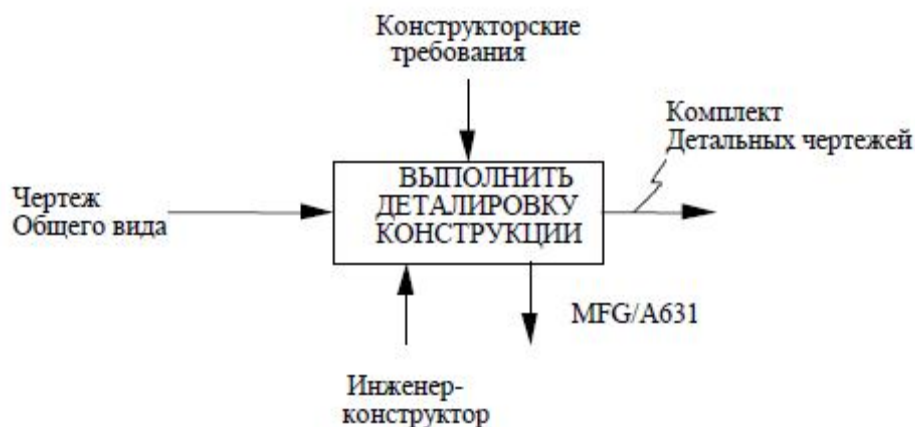 Конструкторские
требования
Комплект
Детальных чертежей
ВЫПОЛНИТЬ
ДЕТАЛИРОВКУ
КОНСТРУКЦИИ
Чертеж
Общего вида
MFG/A631
Инженер-
конструктор